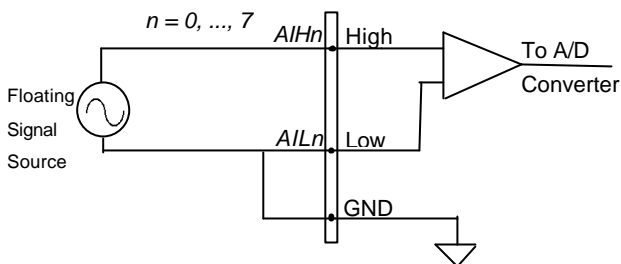 n = 0, ..., 7
AIHn
High
To A/D
Converter
Floating
Signal
Source
AILn
Low
GND